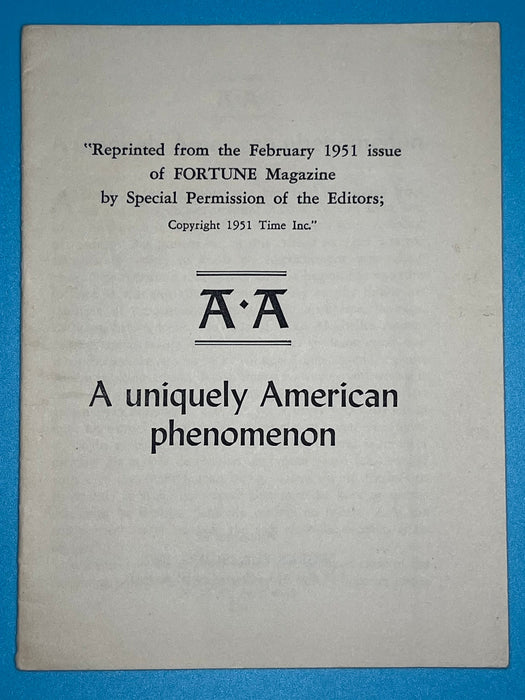 "Reprinted from the February 1951 issue
of FORTUNE Magazine
by Special Permission of the Editors;
Copyright 1951 Time Inc."
A·A
A uniquely American
phenomenon